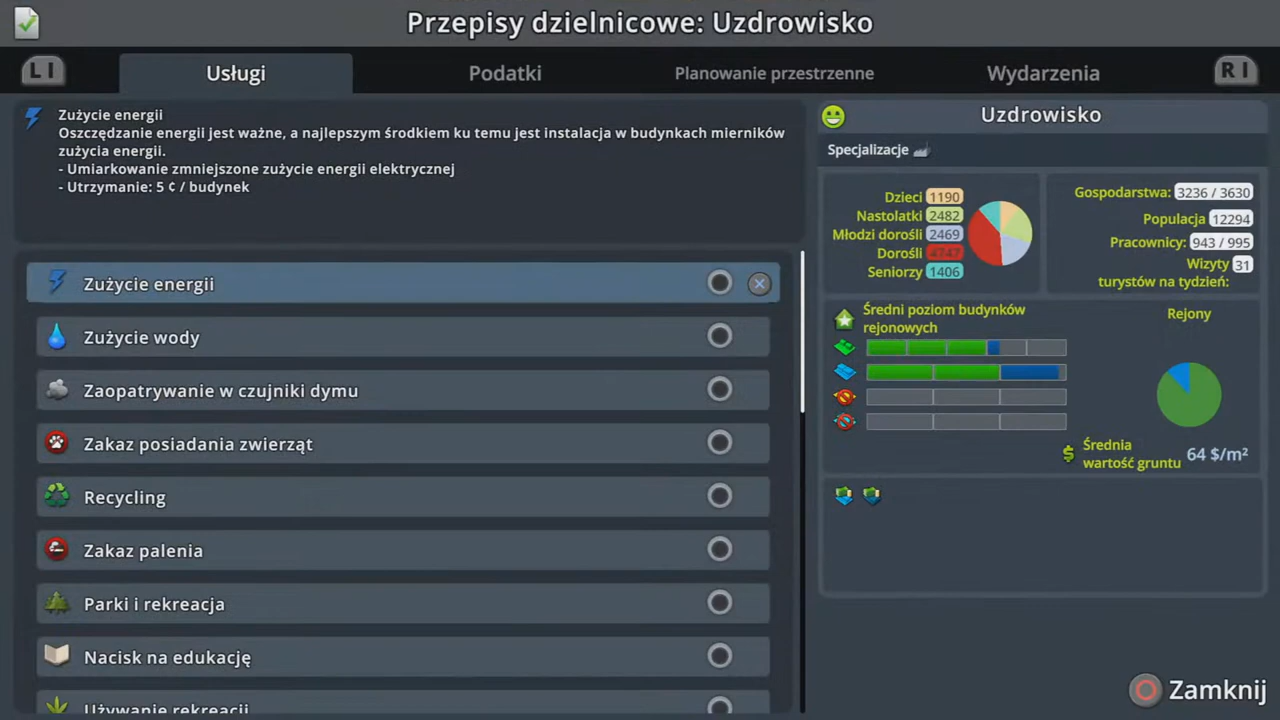 Przepisy dzielnicowe: Uzdrowisko
L1
Usługi
Podatki
Planowanie przestrzenne
Wydarzenia
R1
Zużycie energii
Oszczędzanie energii jest ważne, a najlepszym środkiem ku temu jest instalacja w budynkach mierników
zużycia energii.
- Umiarkowanie zmniejszone zużycie energii elektrycznej
- Utrzymanie: 5 ₡ / budynek
Zużycie energii
Zużycie wody
Zaopatrywanie w czujniki dymu
Zakaz posiadania zwierząt
Recycling
Zakaz palenia
Parki i rekreacja
Nacisk na edukację
Używanie rekreacji
Uzdrowisko
Specjalizacje
Dzieci 1190
Nastolatki 2482
Młodzi dorośli 2469
Dorośli 4747
Seniorzy 1406
Gospodarstwa: 3236 / 3630
Populacja 12294
Pracownicy: 943 / 995
Wizyty 31
turystów na tydzień:
Średni poziom budynków
rejonowych
Rejony
Średnia
wartość gruntu 64 $/m²
Zamknij